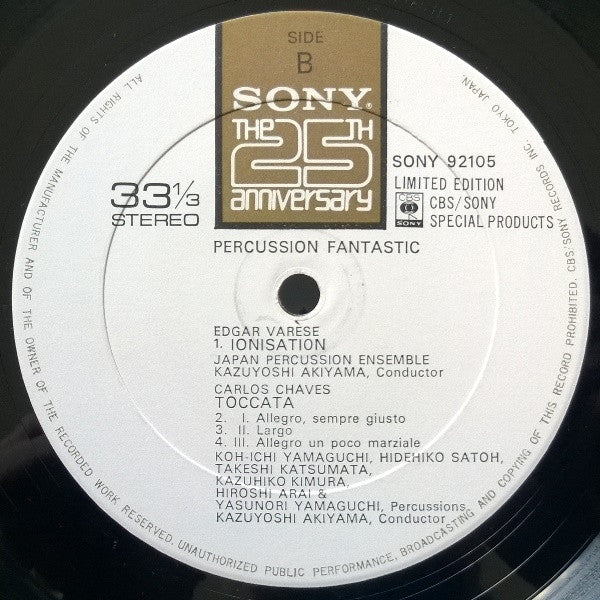 SIDE
B
SONY®
THE 25TH
anniversary
33 1/3
STEREO
SONY 92105
LIMITED EDITION
CBS
SONY
CBS/SONY
SPECIAL PRODUCTS
PERCUSSION FANTASTIC
EDGAR VARESE
1. IONISATION
JAPAN PERCUSSION ENSEMBLE
KAZUYOSHI AKIYAMA, Conductor
CARLOS CHAVES
TOCCATA
2. I. Allegro, sempre giusto
3. II. Largo
4. III. Allegro un poco marziale
KOH-ICHI YAMAGUCHI, HIDEHIKO SATOH,
TAKESHI KATSUMATA,
KAZUHIKO KIMURA,
HIROSHI ARAI &
YASUNORI YAMAGUCHI, Percussions
KAZUYOSHI AKIYAMA, Conductor
ALL RIGHTS OF THE MANUFACTURER AND OF THE OWNER OF THE RECORDED WORK RESERVED. UNAUTHORIZED PUBLIC PERFORMANCE, BROADCASTING AND COPYING OF THIS RECORD PROHIBITED. CBS/SONY RECORDS INC. TOKYO JAPAN.